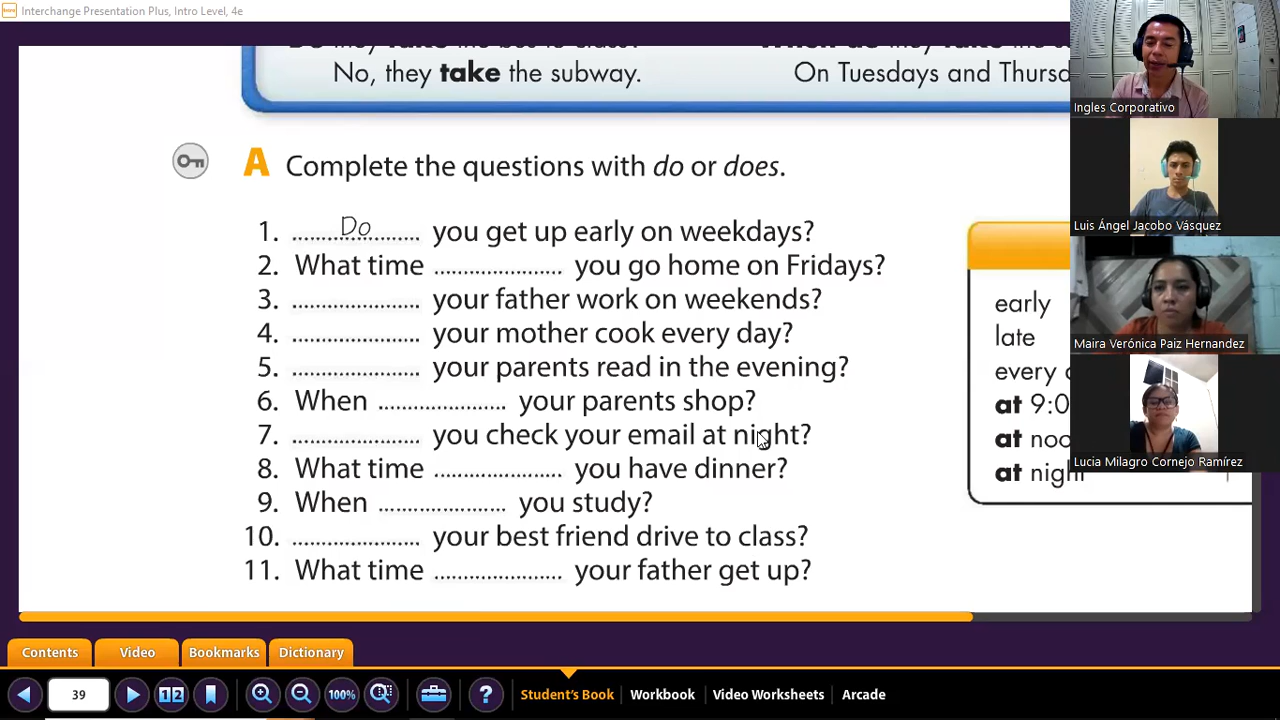 Interchange Presentation Plus, Intro Level, 4e
No, they take the subway.
On Tuesdays and Thursd
A Complete the questions with do or does.
1. Do you get up early on weekdays?
2. What time ...................... you go home on Fridays?
3. ...................... your father work on weekends?
4. ...................... your mother cook every day?
5. ...................... your parents read in the evening?
6. When ...................... your parents shop?
7. ...................... you check your email at night?
8. What time ...................... you have dinner?
9. When ...................... you study?
10. ...................... your best friend drive to class?
11. What time ...................... your father get up?
early
late
every
at 9:0
at noo
at night
Ingles Corporativo
Luis Ángel Jacobo Vásquez
Maira Verónica Paiz Hernandez
Lucia Milagro Cornejo Ramírez
Contents Video Bookmarks Dictionary
39 12 100% ? Student's Book Workbook Video Worksheets Arcade